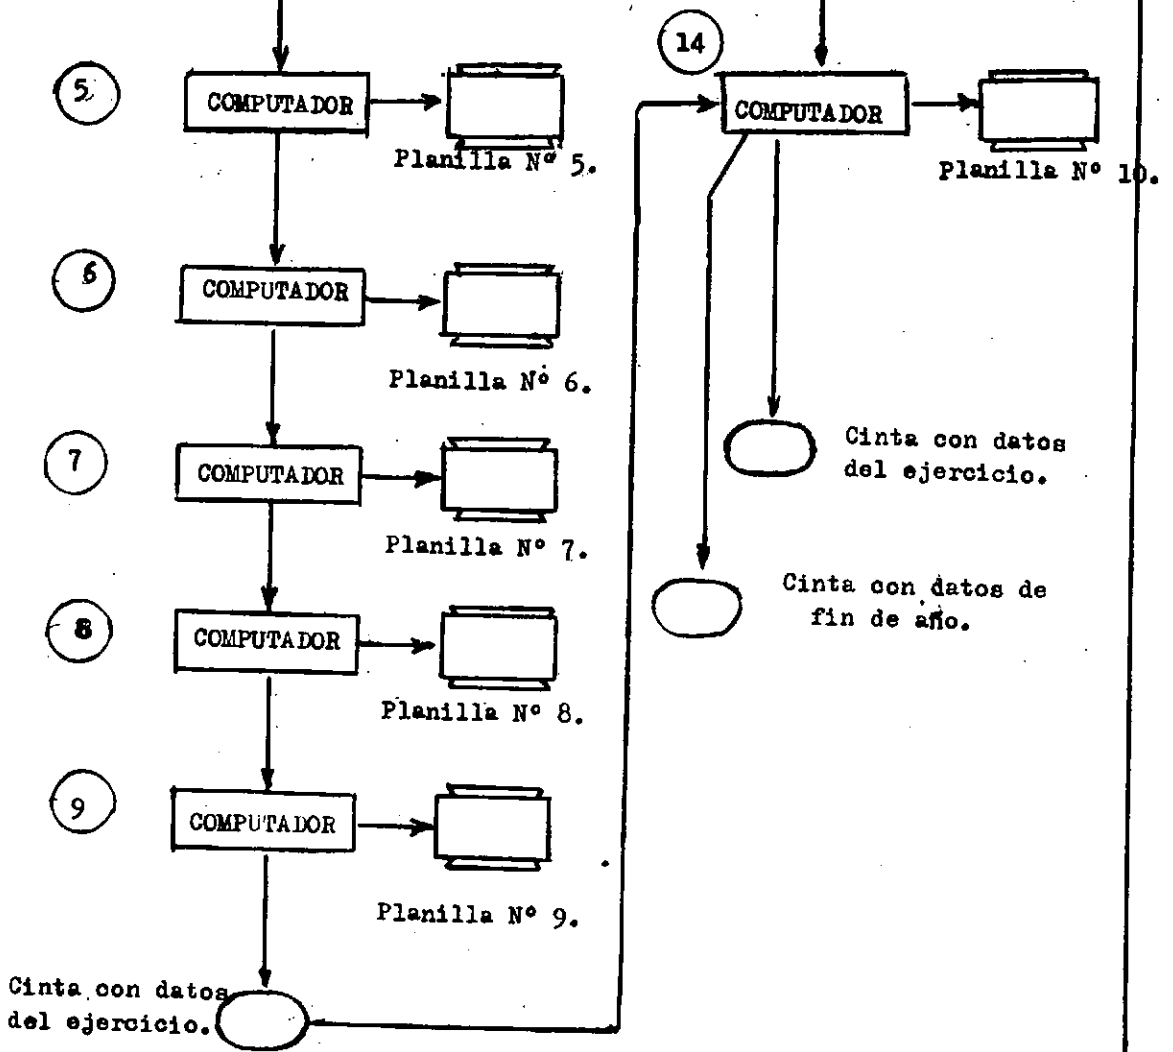 5
COMPUTADOR
Planilla Nº 5.
6
COMPUTADOR
Planilla Nº 6.
7
COMPUTADOR
Planilla Nº 7.
8
COMPUTADOR
Planilla Nº 8.
9
COMPUTADOR
Planilla Nº 9.
Cinta con datos
del ejercicio.
14
COMPUTADOR
Planilla Nº 10.
Cinta con datos
del ejercicio.
Cinta con datos de
fin de año.